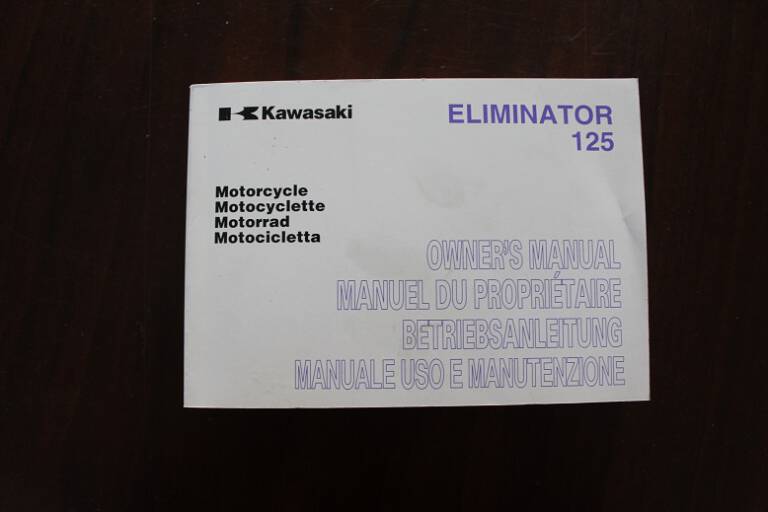 Kawasaki
ELIMINATOR
125
Motorcycle
Motocyclette
Motorrad
Motocicletta
OWNER'S MANUAL
MANUEL DU PROPRIÉTAIRE
BETRIEBSANLEITUNG
MANUALE USO E MANUTENZIONE